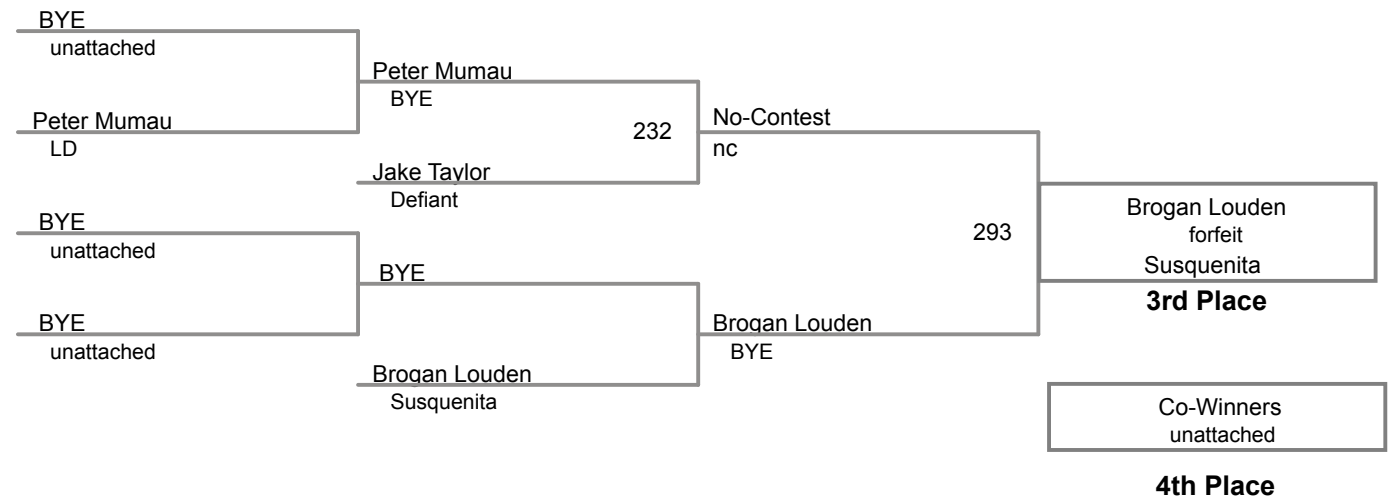 BYE
unattached
Peter Mumau
BYE
Peter Mumau
LD
232
No-Contest
nc
Jake Taylor
Defiant
BYE
unattached
293
Brogan Louden
forfeit
Susquenita
3rd Place
BYE
BYE
unattached
Brogan Louden
BYE
Brogan Louden
Susquenita
Co-Winners
unattached
4th Place